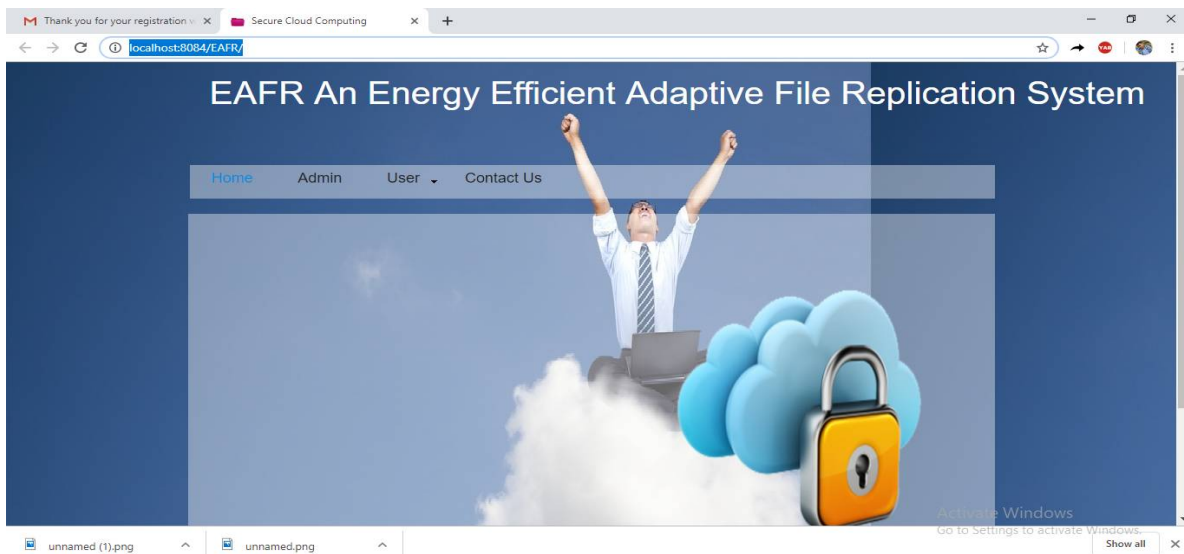 Thank you for your registration w
Secure Cloud Computing
localhost:8084/EAFR/
YAB
EAFR An Energy Efficient Adaptive File Replication System
Home Admin User Contact Us
Activate Windows
Go to Settings to activate Windows.
unnamed (1).png
unnamed.png
Show all